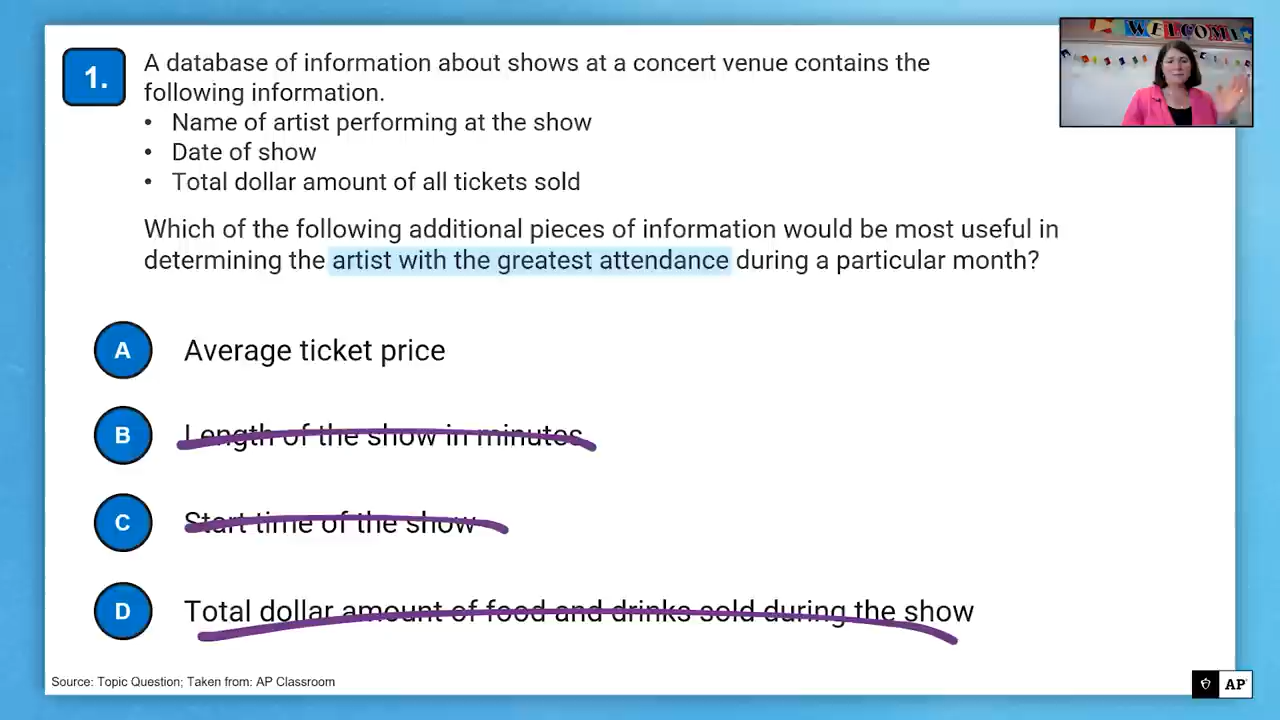 WELCOME
1.
A database of information about shows at a concert venue contains the
following information.
• Name of artist performing at the show
• Date of show
• Total dollar amount of all tickets sold
Which of the following additional pieces of information would be most useful in
determining the artist with the greatest attendance during a particular month?
A Average ticket price
B Length of the show in minutes
C Start time of the show
D Total dollar amount of food and drinks sold during the show
Source: Topic Question; Taken from: AP Classroom
AP